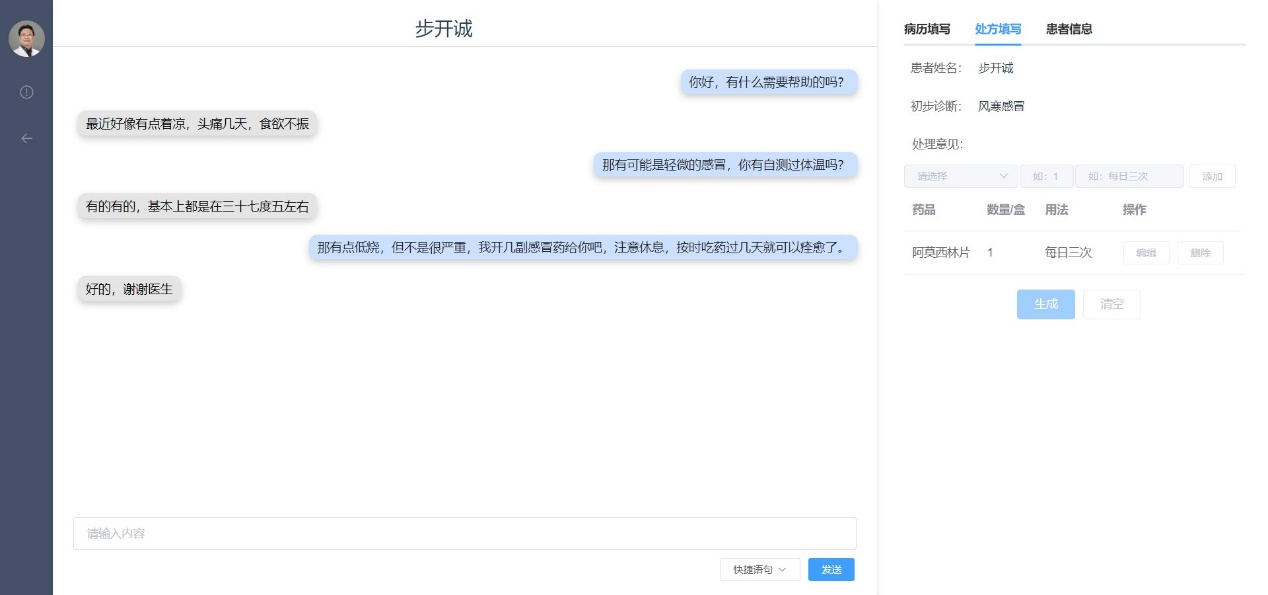 步开诚
你好，有什么需要帮助的吗？
最近好像有点着凉，头痛几天，食欲不振
那有可能是轻微的感冒，你有自测过体温吗？
有的有的，基本上都是在三十七度五左右
那有点低烧，但不是很严重，我开几副感冒药给你吧，注意休息，按时吃药过几天就可以痊愈了。
好的，谢谢医生
请输入内容
快捷语句
发送
病历填写 处方填写 患者信息
患者姓名： 步开诚
初步诊断： 风寒感冒
处理意见：
请选择 如：1 如：每日三次 添加
药品 数量/盒 用法 操作
阿莫西林片 1 每日三次 编辑 删除
生成 清空